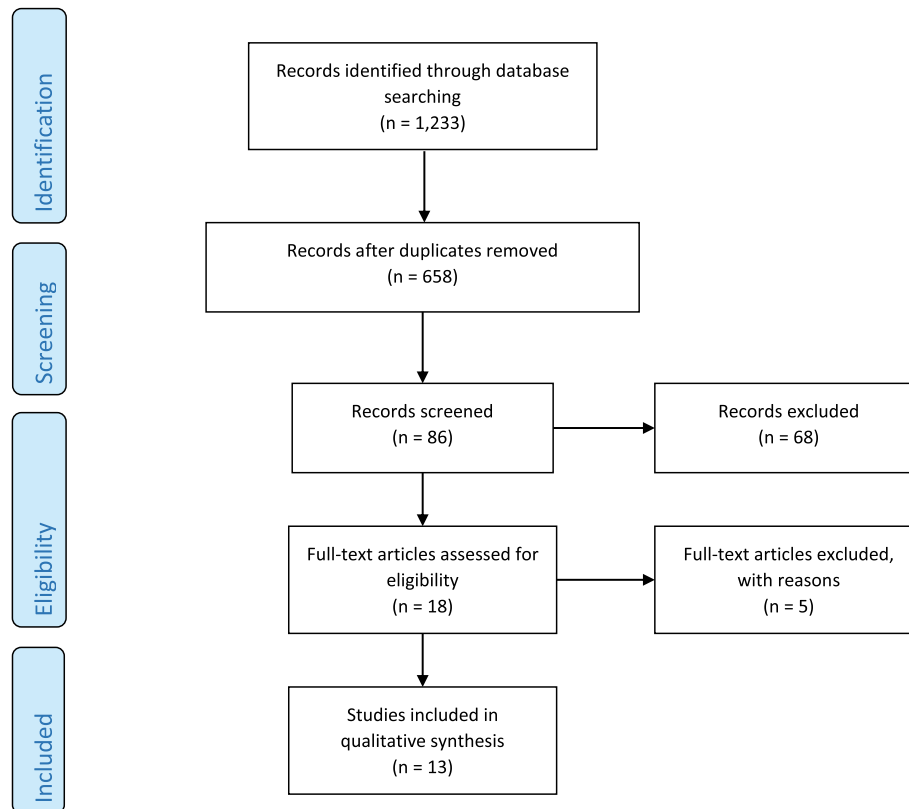 Identification
Records identified through database
searching
(n = 1,233)
Records after duplicates removed
(n = 658)
Screening
Records screened
(n = 86)
Records excluded
(n = 68)
Eligibility
Full-text articles assessed for
eligibility
(n = 18)
Full-text articles excluded,
with reasons
(n = 5)
Included
Studies included in
qualitative synthesis
(n = 13)